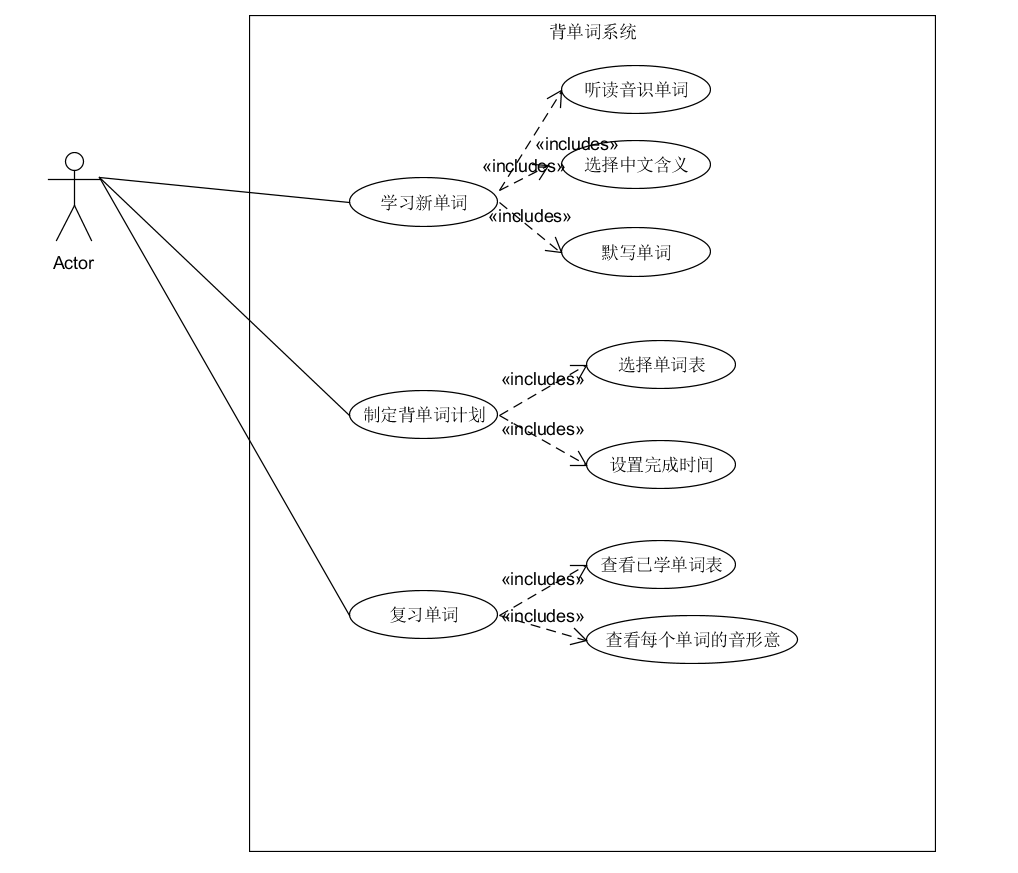 背单词系统
听读音识单词
«includes»
选择中文含义
«includes»
学习新单词
«includes»
默写单词
Actor
选择单词表
«includes»
制定背单词计划
«includes»
设置完成时间
查看已学单词表
«includes»
复习单词
«includes»
查看每个单词的音形意